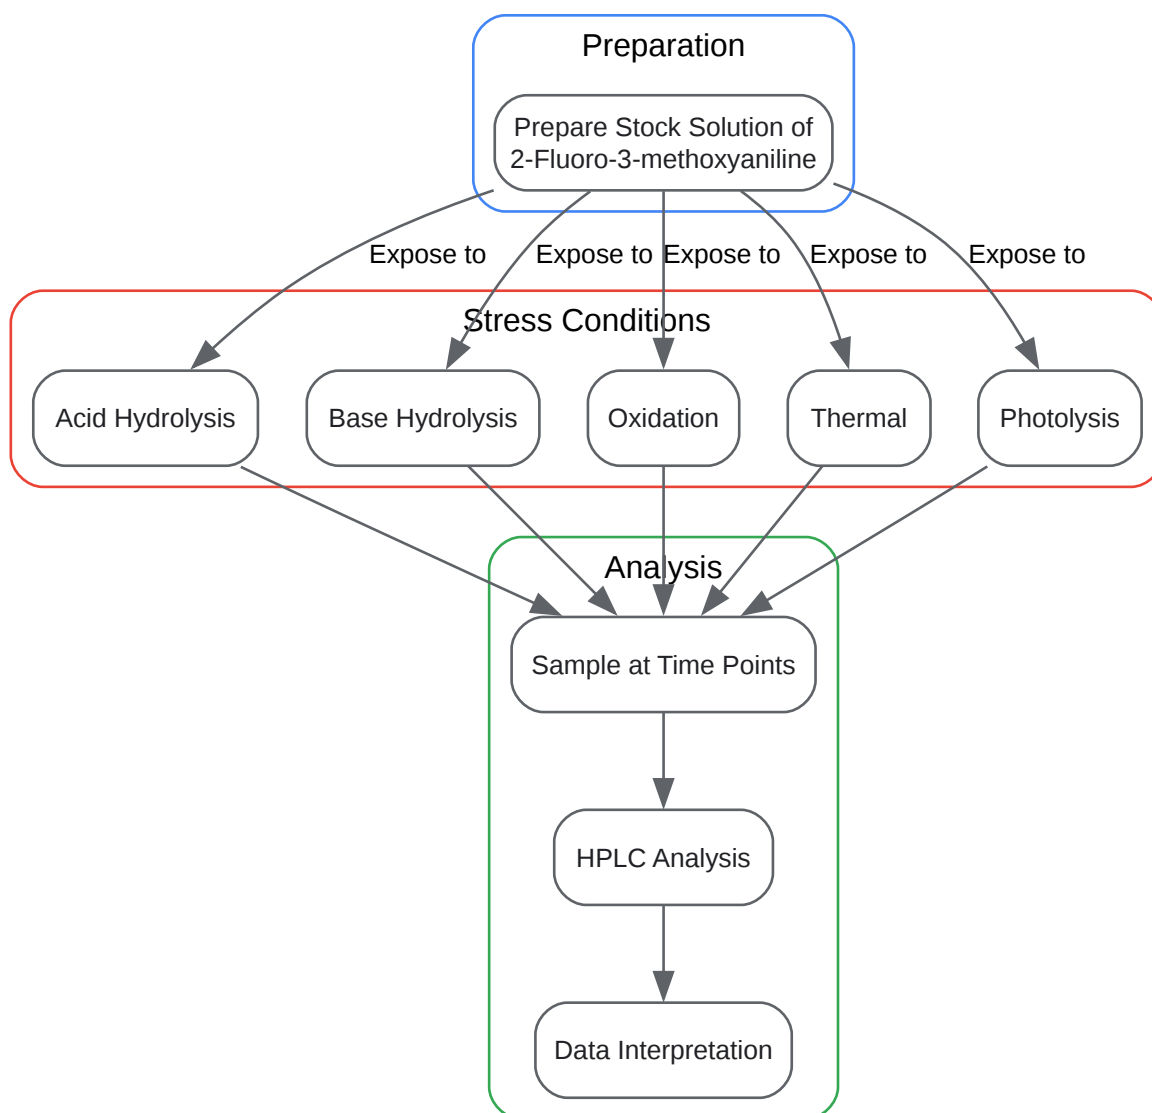 Preparation
Prepare Stock Solution of
2-Fluoro-3-methoxyaniline
Expose to
Expose to
Expose to
Expose to
Expose to
Stress Conditions
Acid Hydrolysis
Base Hydrolysis
Oxidation
Thermal
Photolysis
Analysis
Sample at Time Points
HPLC Analysis
Data Interpretation